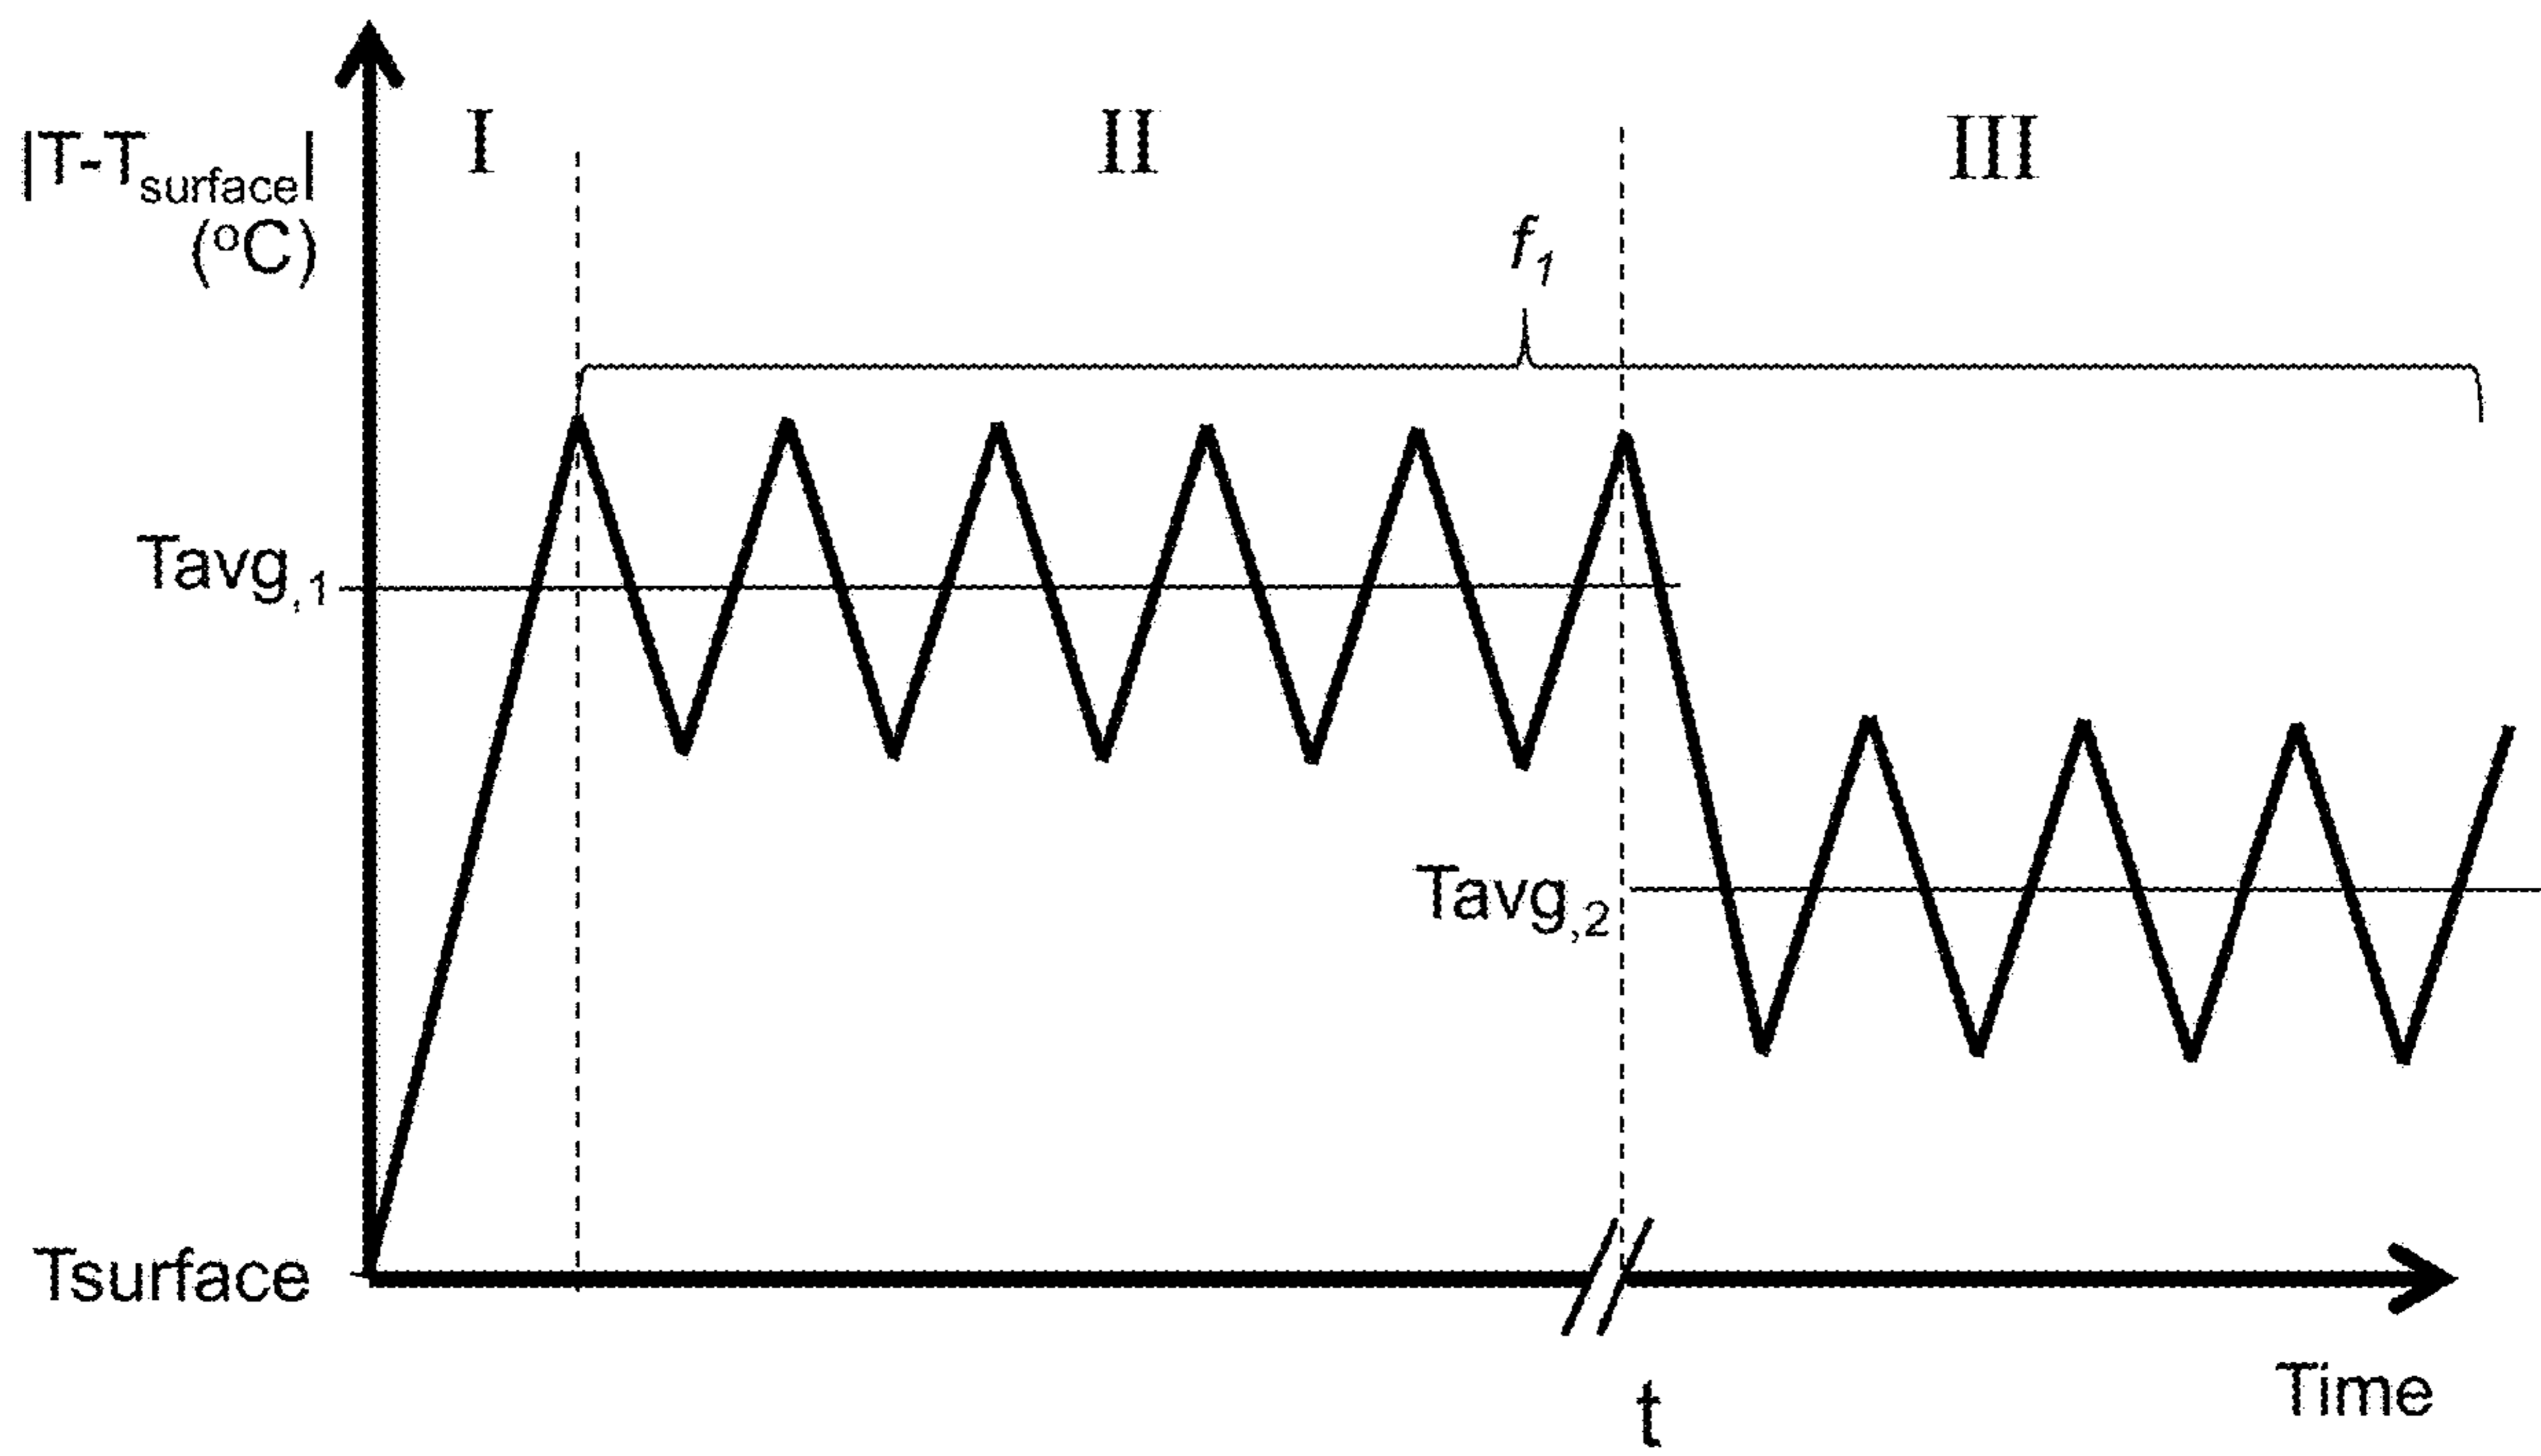 I
II
III
|T-Tsurface|
(°C)
f1
Tavg,1
Tavg,2
Tsurface
t
Time